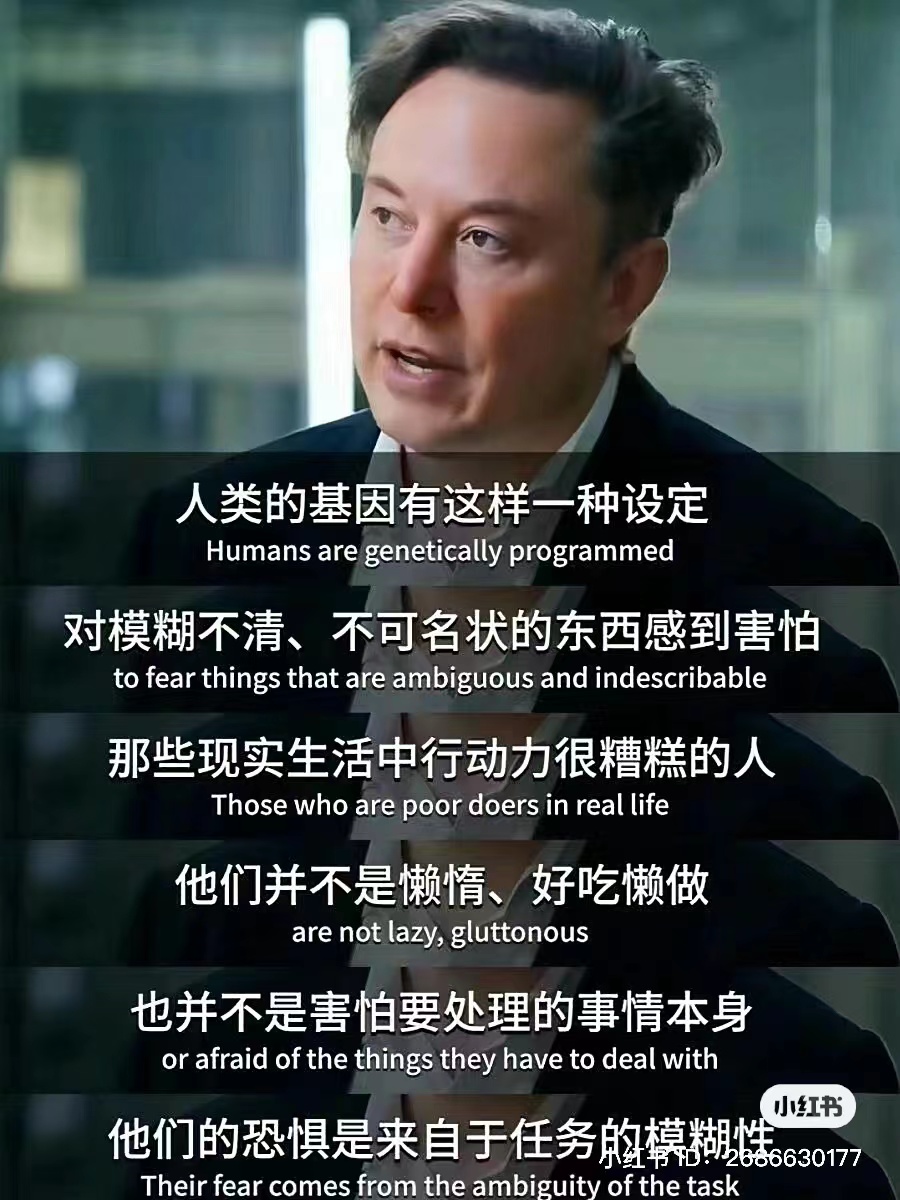 人类的基因有这样一种设定
Humans are genetically programmed
对模糊不清、不可名状的东西感到害怕
to fear things that are ambiguous and indescribable
那些现实生活中行动力很糟糕的人
Those who are poor doers in real life
他们并不是懒惰、好吃懒做
are not lazy, gluttonous
也并不是害怕要处理的事情本身
or afraid of the things they have to deal with
小红书
他们的恐惧是来自于任务的模糊性
小红书 ID：2686630177
Their fear comes from the ambiguity of the task